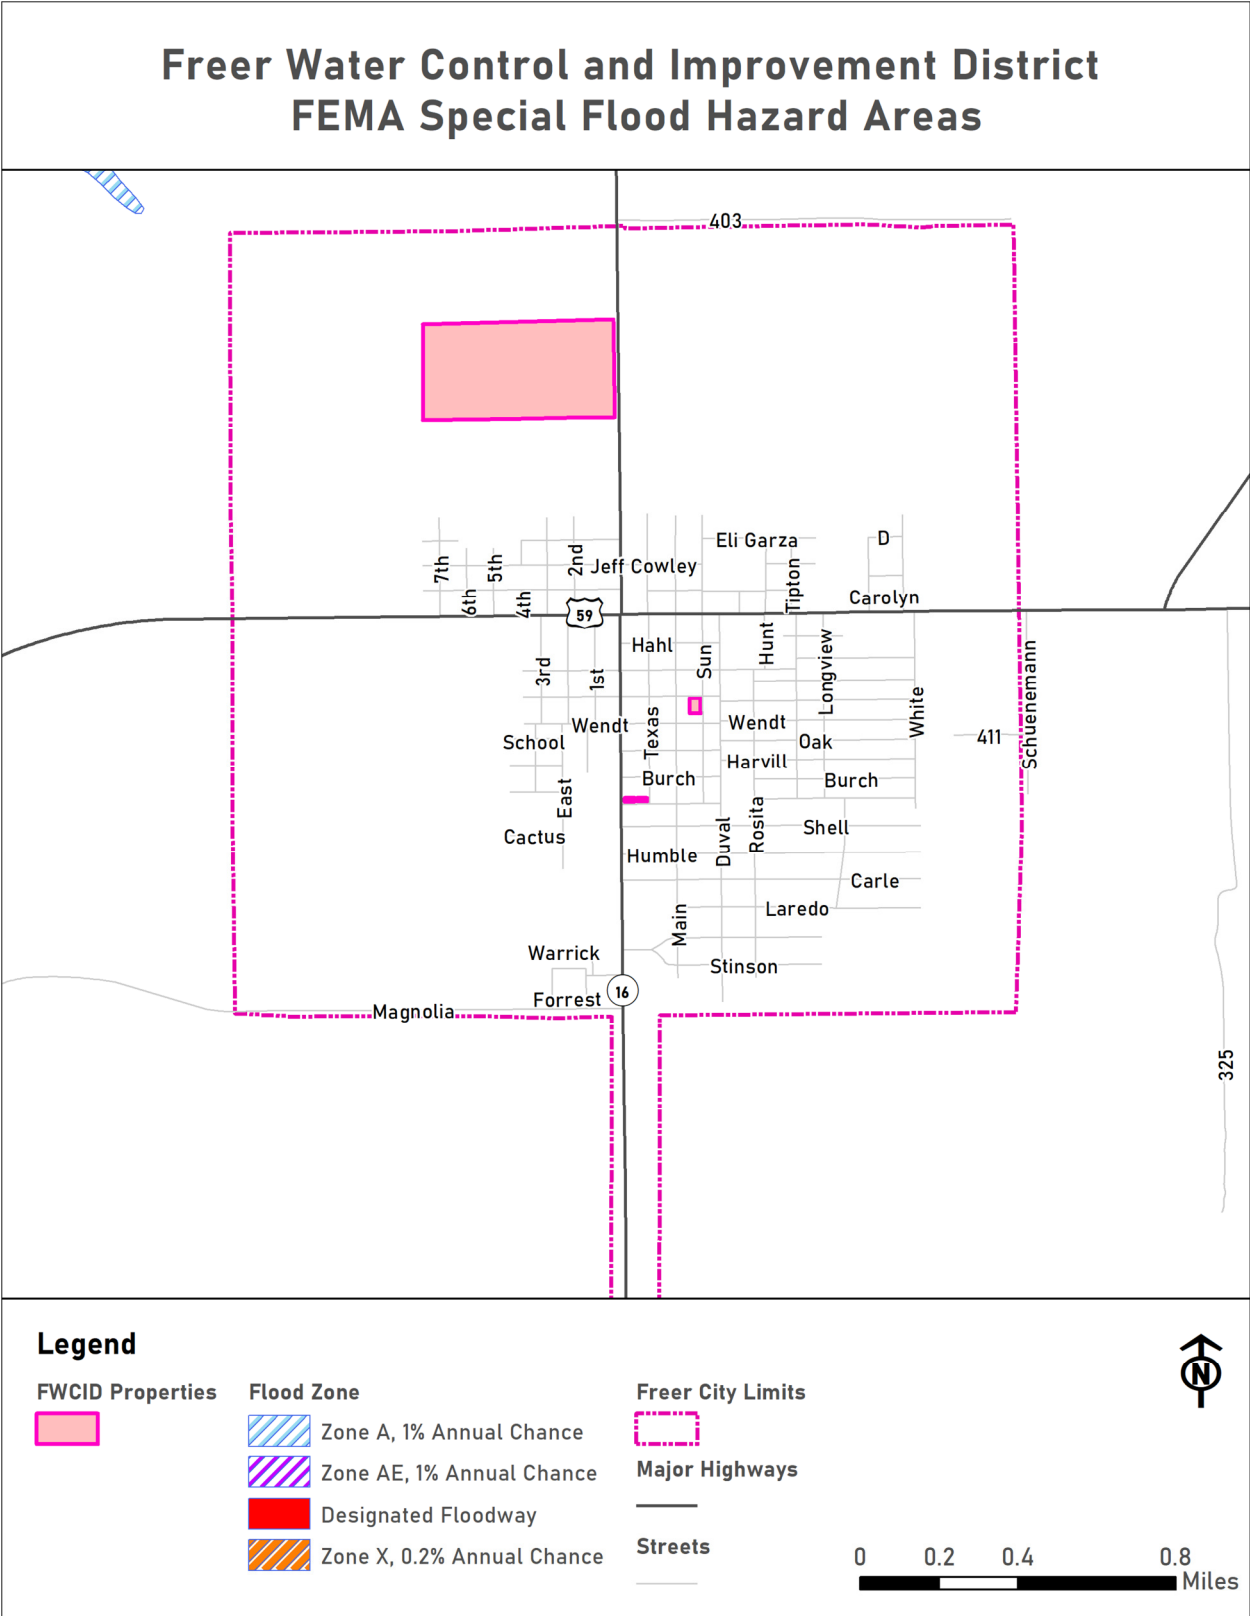 Freer Water Control and Improvement District
FEMA Special Flood Hazard Areas
403
Eli Garza
D
Jeff Cowley
7th
5th
2nd
Tipton
6th
4th
Carolyn
59
Hahl
Hunt
Sun
3rd
1st
Longview
Schuenemann
White
Wendt
Texas
Wendt
School
Oak
411
Harvill
Burch
Burch
East
Rosita
Duval
Shell
Cactus
Humble
Carle
Laredo
Main
Warrick
Stinson
16
Forrest
Magnolia
325
Legend
FWCID Properties
Flood Zone
Zone A, 1% Annual Chance
Zone AE, 1% Annual Chance
Designated Floodway
Zone X, 0.2% Annual Chance
Freer City Limits
Major Highways
Streets
N
0 0.2 0.4 0.8
Miles